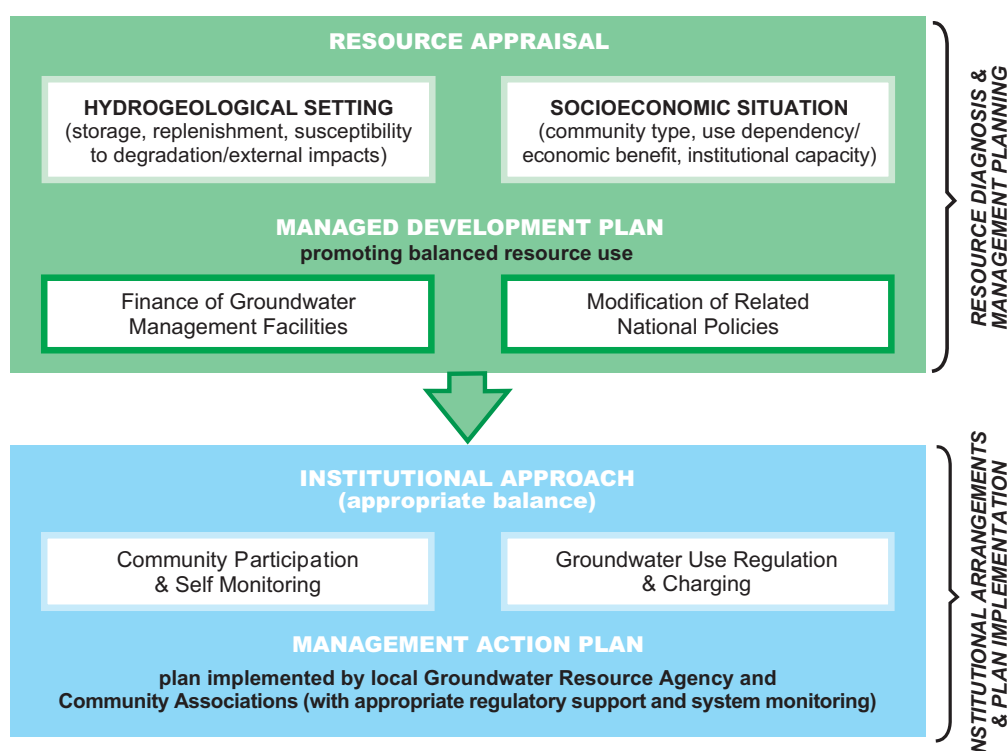 RESOURCE APPRAISAL
HYDROGEOLOGICAL SETTING
(storage, replenishment, susceptibility
to degradation/external impacts)
SOCIOECONOMIC SITUATION
(community type, use dependency/
economic benefit, institutional capacity)
MANAGED DEVELOPMENT PLAN
promoting balanced resource use
Finance of Groundwater
Management Facilities
Modification of Related
National Policies
RESOURCE DIAGNOSIS &
MANAGEMENT PLANNING
INSTITUTIONAL APPROACH
(appropriate balance)
Community Participation
& Self Monitoring
Groundwater Use Regulation
& Charging
MANAGEMENT ACTION PLAN
plan implemented by local Groundwater Resource Agency and
Community Associations (with appropriate regulatory support and system monitoring)
NSTITUTIONAL ARRANGEMENTS
& PLAN IMPLEMENTATION